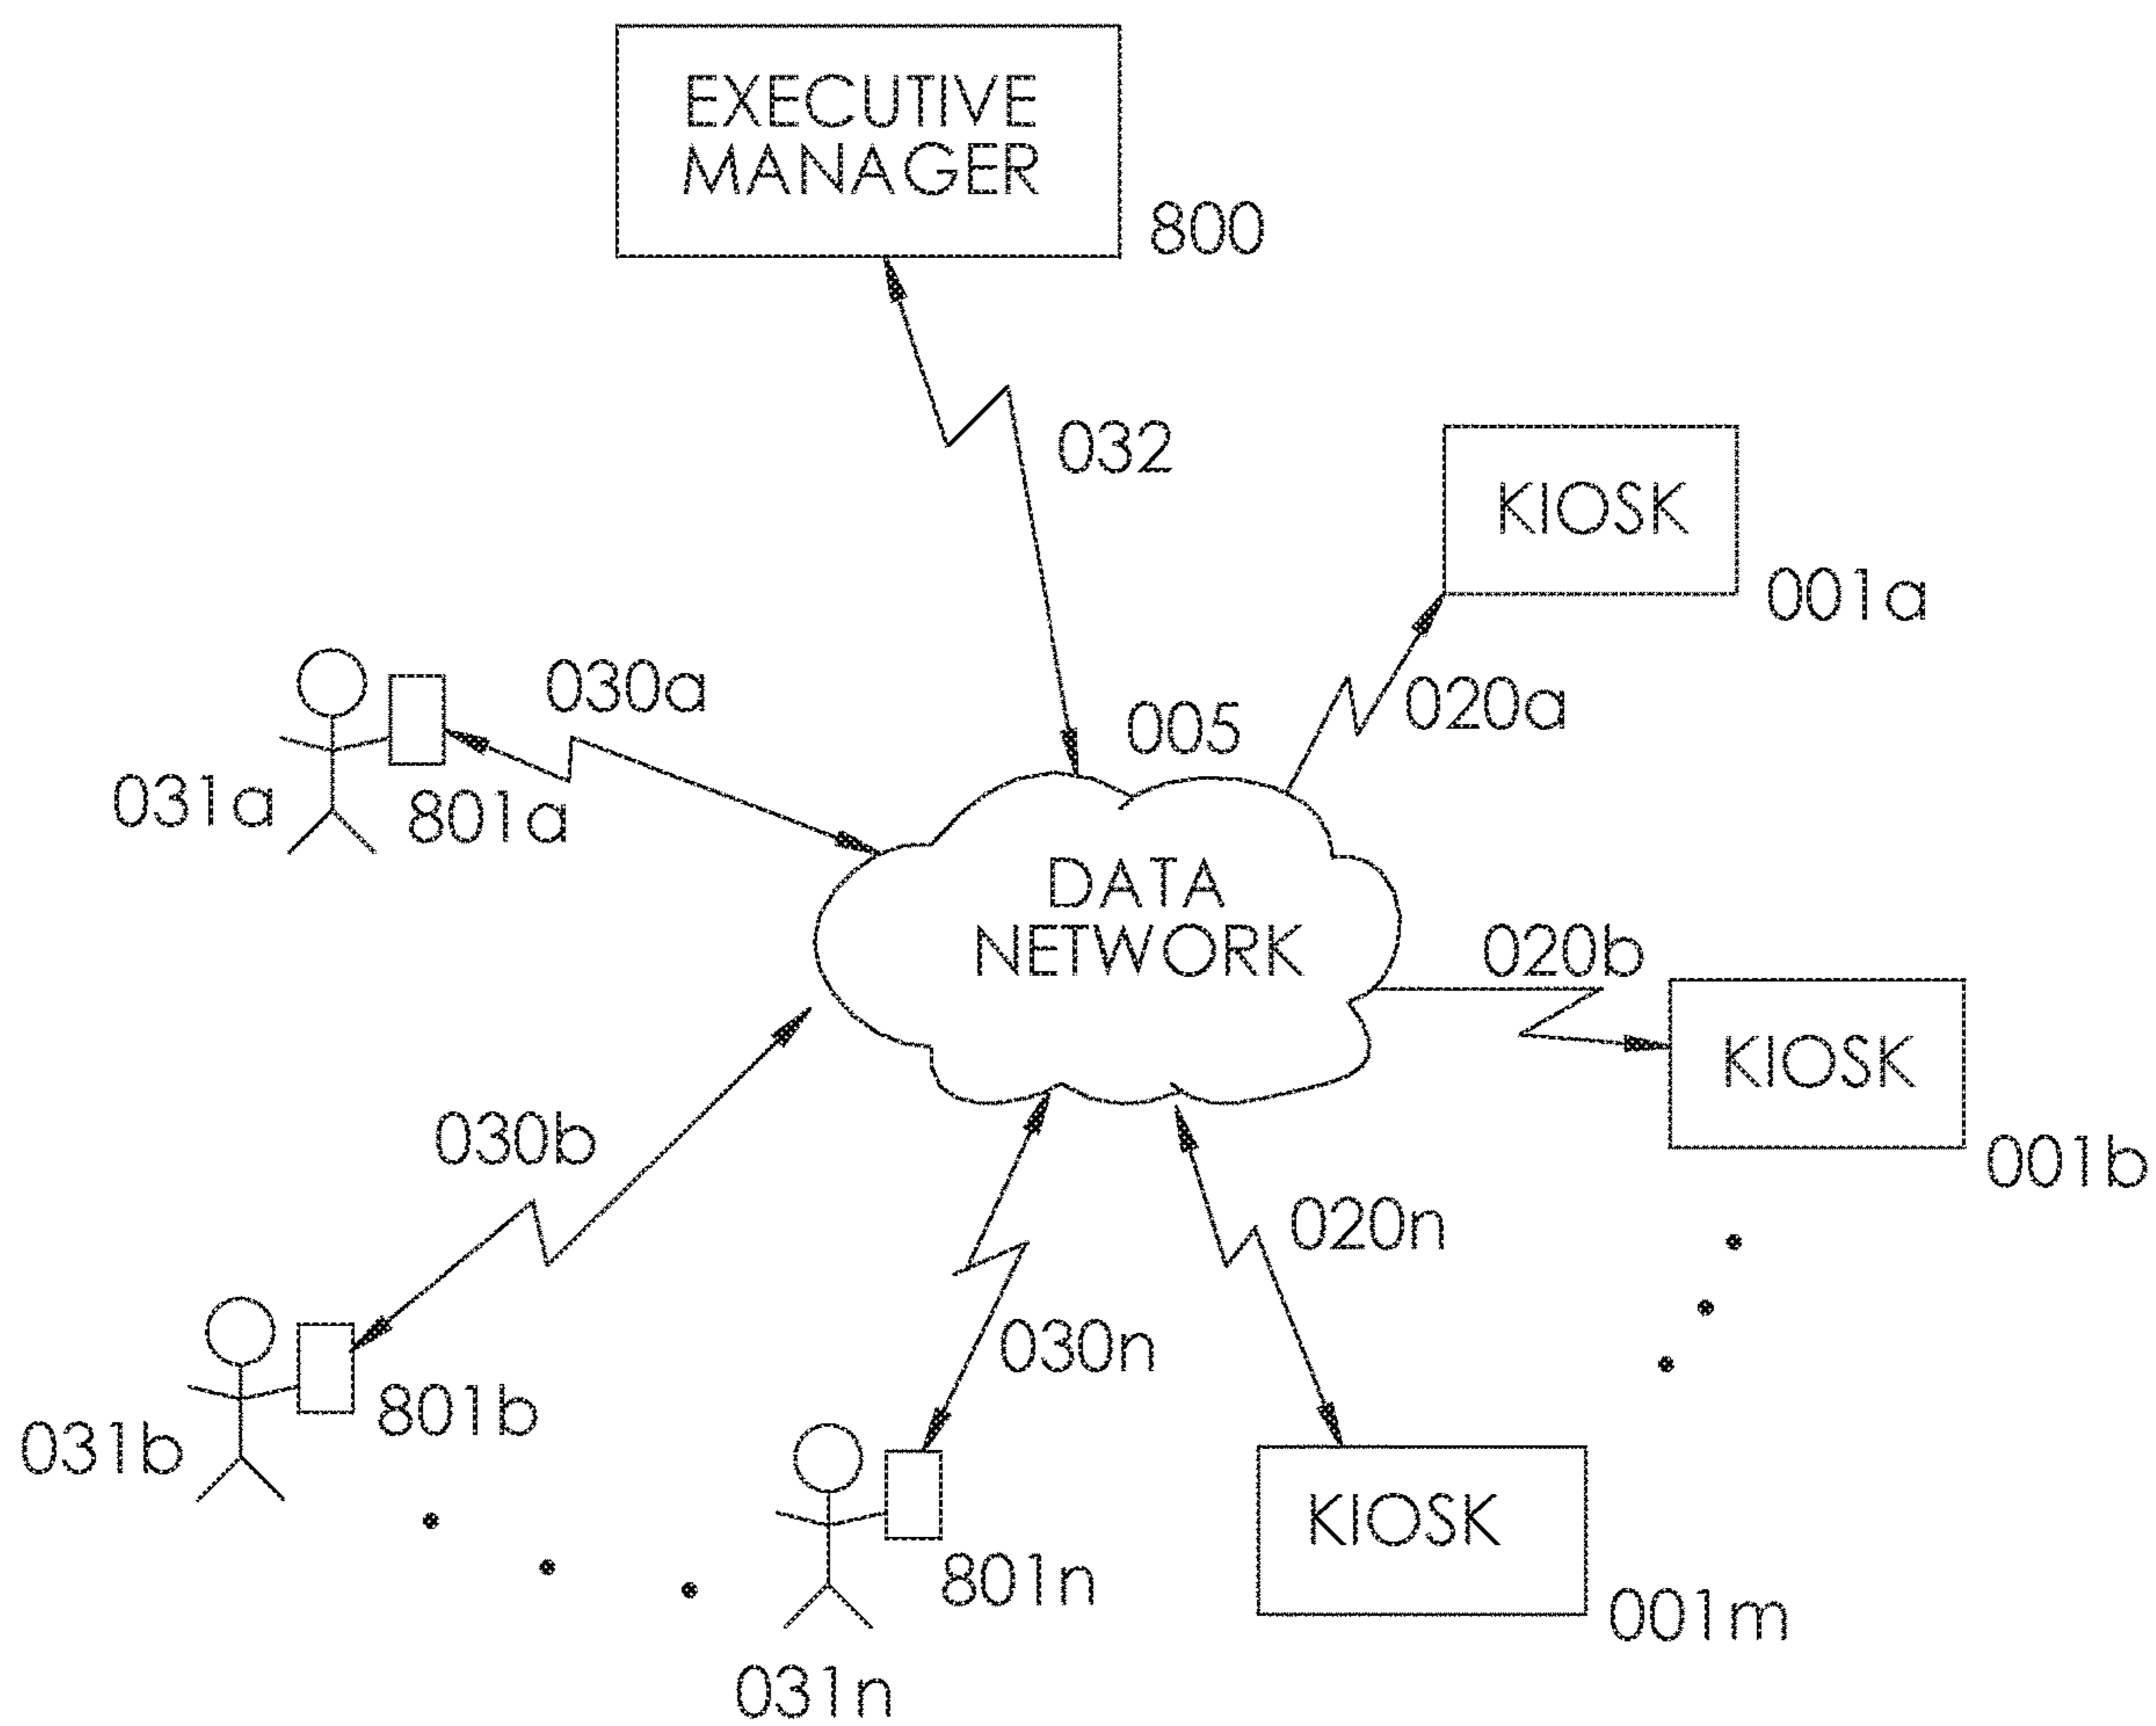 EXECUTIVE
MANAGER
800
032
KIOSK
001a
020a
030a
005
031a
801a
DATA
NETWORK
020b
KIOSK
001b
030b
020n
030n
801b
031b
KIOSK
801n
001m
031n